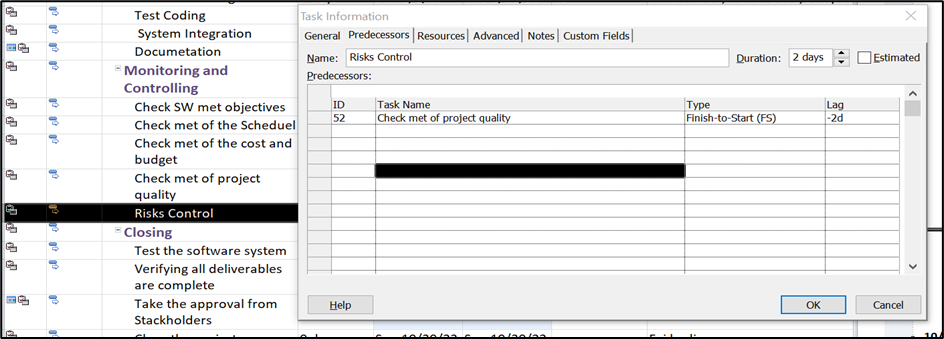 Test Coding
System Integration
Documetation
Monitoring and
Controlling
Check SW met objectives
Check met of the Scheduel
Check met of the cost and
budget
Check met of project
quality
Risks Control
Closing
Test the software system
Verifying all deliverables
are complete
Take the approval from
Stackholders
Task Information
General Predecessors Resources Advanced Notes Custom Fields
Name: Risks Control Duration: 2 days Estimated
Predecessors:
ID Task Name Type Lag
52 Check met of project quality Finish-to-Start (FS) -2d
Help OK Cancel